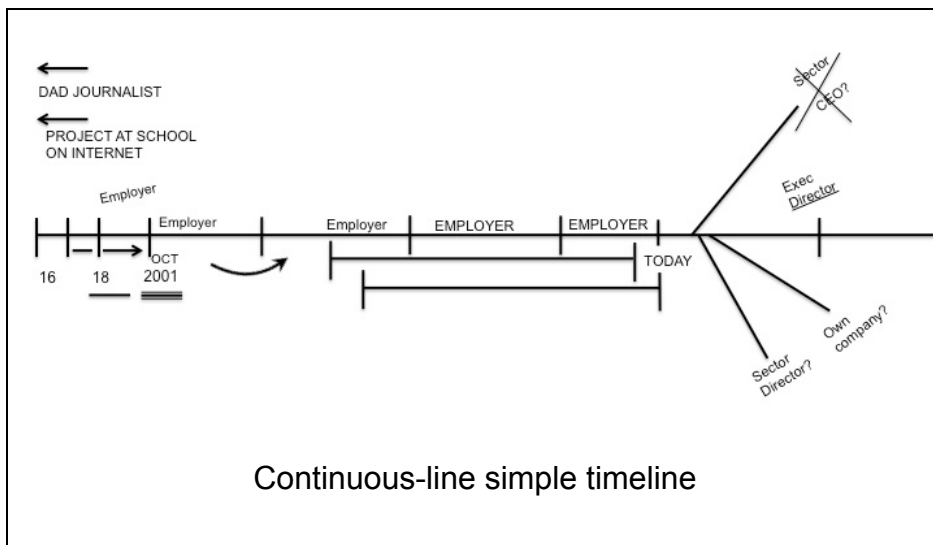 DAD JOURNALIST
PROJECT AT SCHOOL
ON INTERNET
Employer
Employer
Employer
EMPLOYER
EMPLOYER
16
18
OCT
2001
TODAY
Sector
CEO?
Exec
Director
Own
company?
Sector
Director?
Continuous-line simple timeline